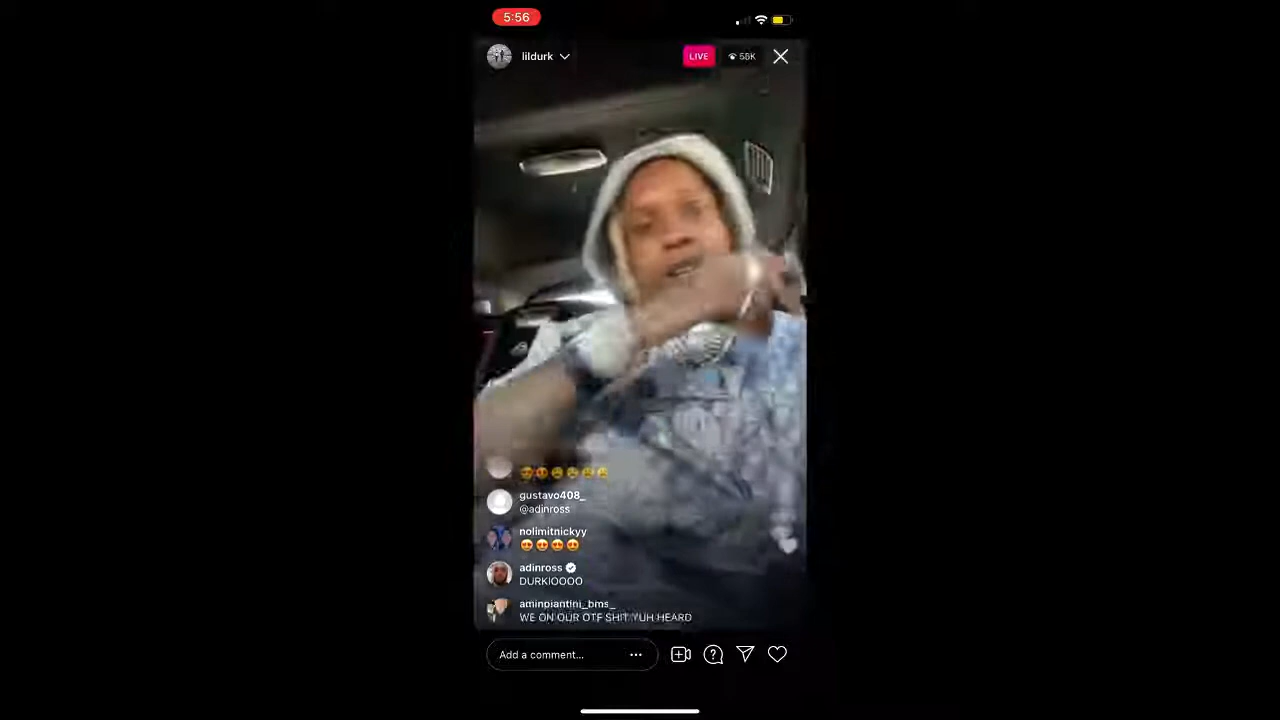 5:56
lildurk
LIVE
58K
gustavo408_
@adinross
nolimitnickyy
adinross
DURKIOOOO
aminpiantini_bms_
WE ON OUR OTF SHIT YUH HEARD
Add a comment...